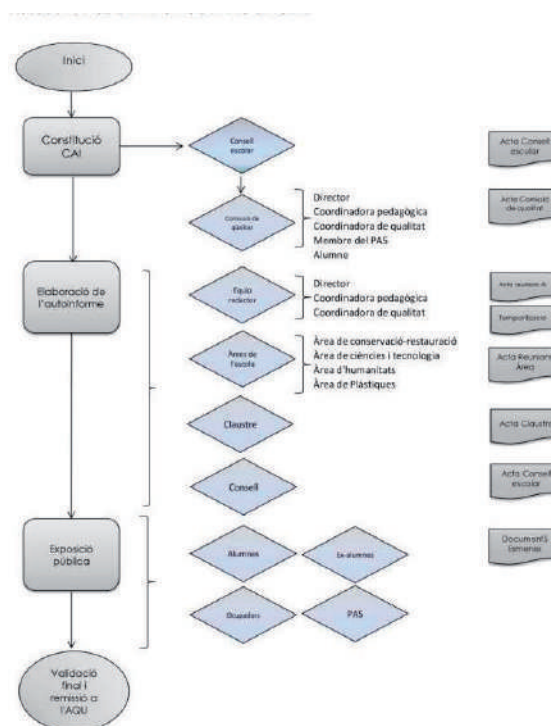 Inici
Constitució
CAI
Consell
escolar
Acta Consell
escolar
Comissió de
qualitat
Director
Coordinadora pedagògica
Coordinadora de qualitat
Membre del PAS
Alumne
Acta Comissió
de qualitat
Elaboració de
l'autoinforme
Equip
redactor
Director
Coordinadora pedagògica
Coordinadora de qualitat
Àrees de
l'escola
Àrea de conservació-restauració
Àrea de ciències i tecnologia
Àrea d'humanitats
Àrea de Plàstiques
Acta Reunions
Àrea
Claustre
Acta Claustre
Consell
Acta Consell
escolar
Exposició
pública
Alumnes
Ex-alumnes
Documents
Esmenes
Ocupadors
PAS
Validació
final i
remissió a
l'AQU